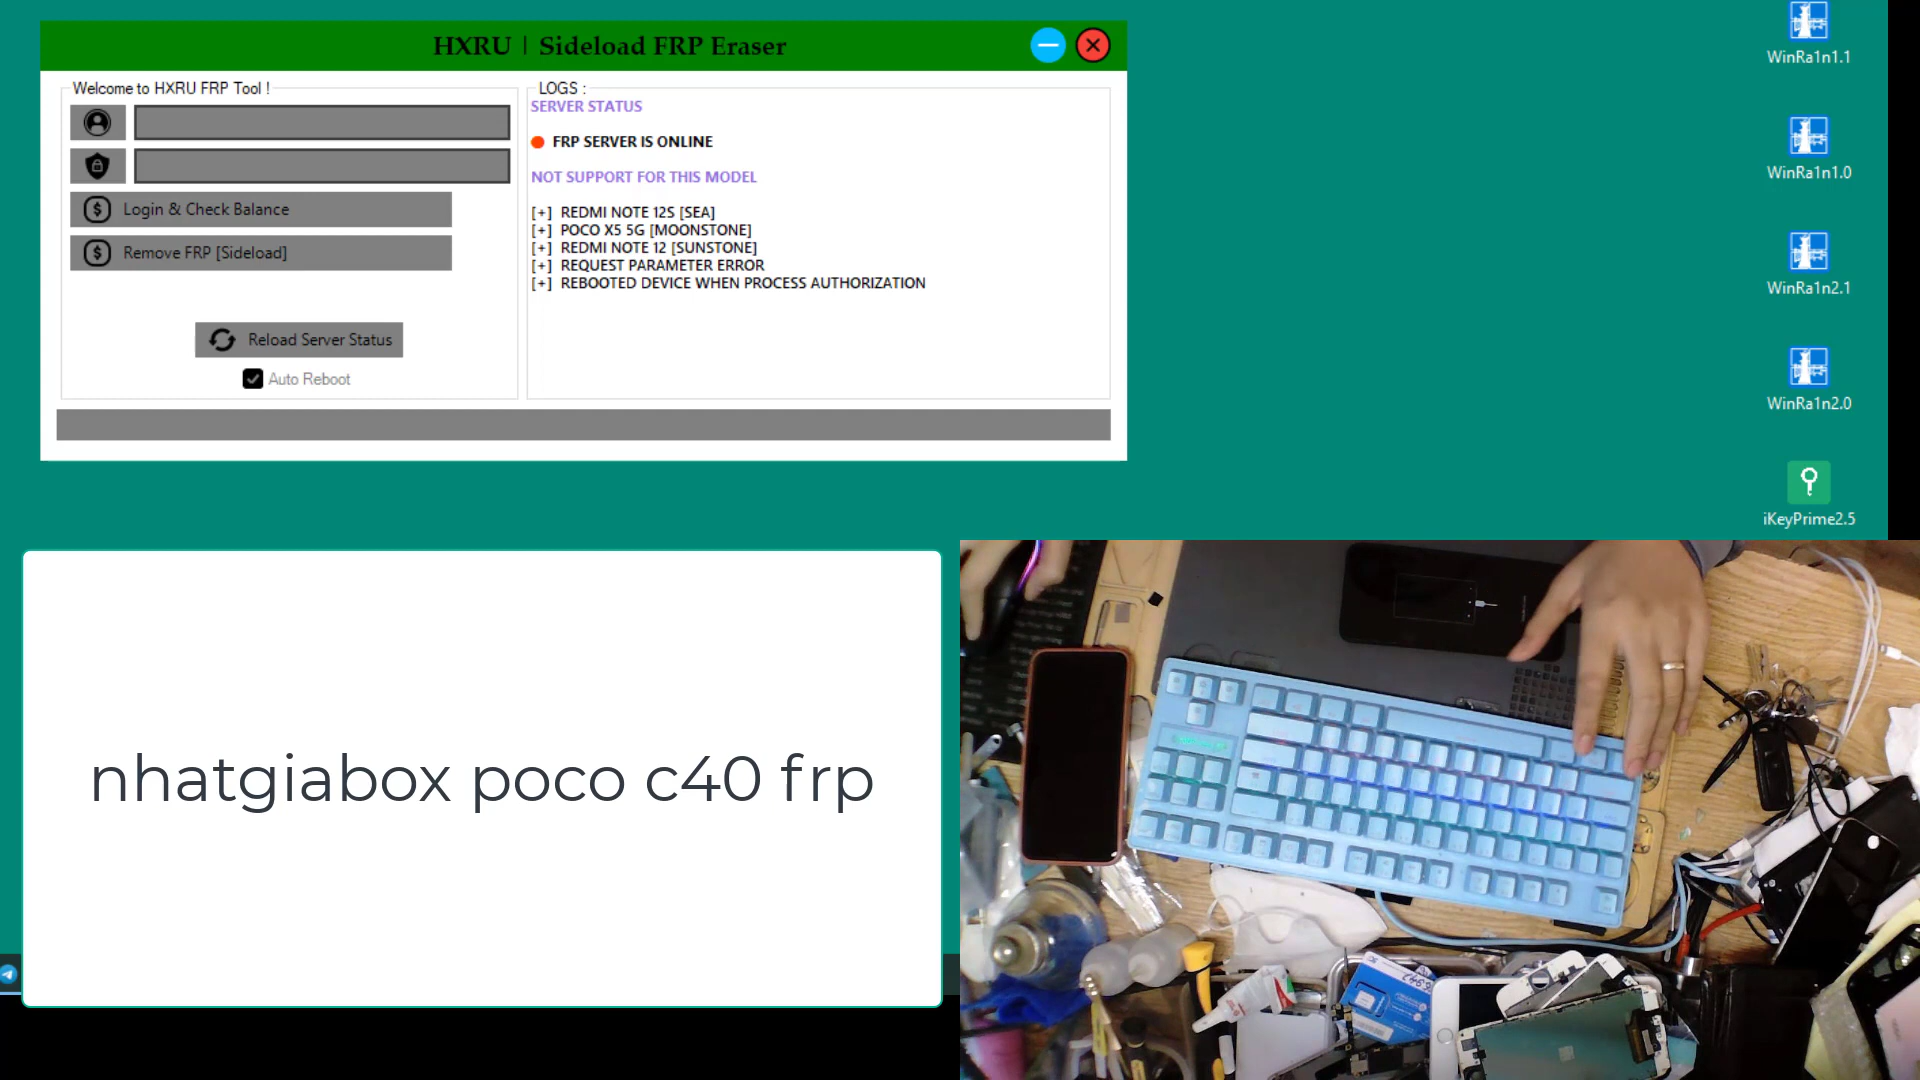 HXRU | Sideload FRP Eraser
Welcome to HXRU FRP Tool !
Login & Check Balance
Remove FRP [Sideload]
Reload Server Status
Auto Reboot
LOGS :
SERVER STATUS
FRP SERVER IS ONLINE
NOT SUPPORT FOR THIS MODEL
[+] REDMI NOTE 12S [SEA]
[+] POCO X5 5G [MOONSTONE]
[+] REDMI NOTE 12 [SUNSTONE]
[+] REQUEST PARAMETER ERROR
[+] REBOOTED DEVICE WHEN PROCESS AUTHORIZATION
WinRa1n1.1
WinRa1n1.0
WinRa1n2.1
WinRa1n2.0
iKeyPrime2.5
nhatgiabox poco c40 frp